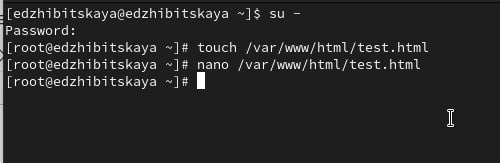 [edzhibitskaya@edzhibitskaya ~]$ su -
Password:
[root@edzhibitskaya ~]# touch /var/www/html/test.html
[root@edzhibitskaya ~]# nano /var/www/html/test.html
[root@edzhibitskaya ~]#